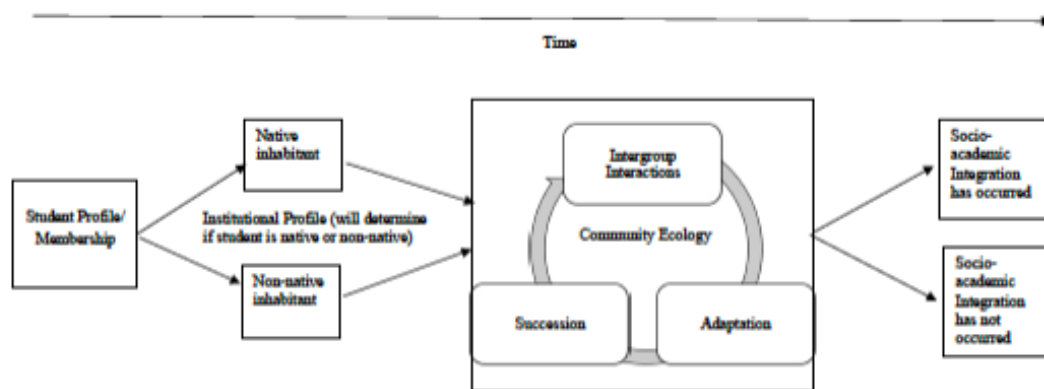 Time
Student Profile/
Membership
Native
inhabitant
Institutional Profile (will determine
if student is native or non-native)
Non-native
inhabitant
Intergroup
Interactions
Community Ecology
Succession
Adaptation
Socio-
academic
Integration
has occurred
Socio-
academic
Integration
has not
occurred